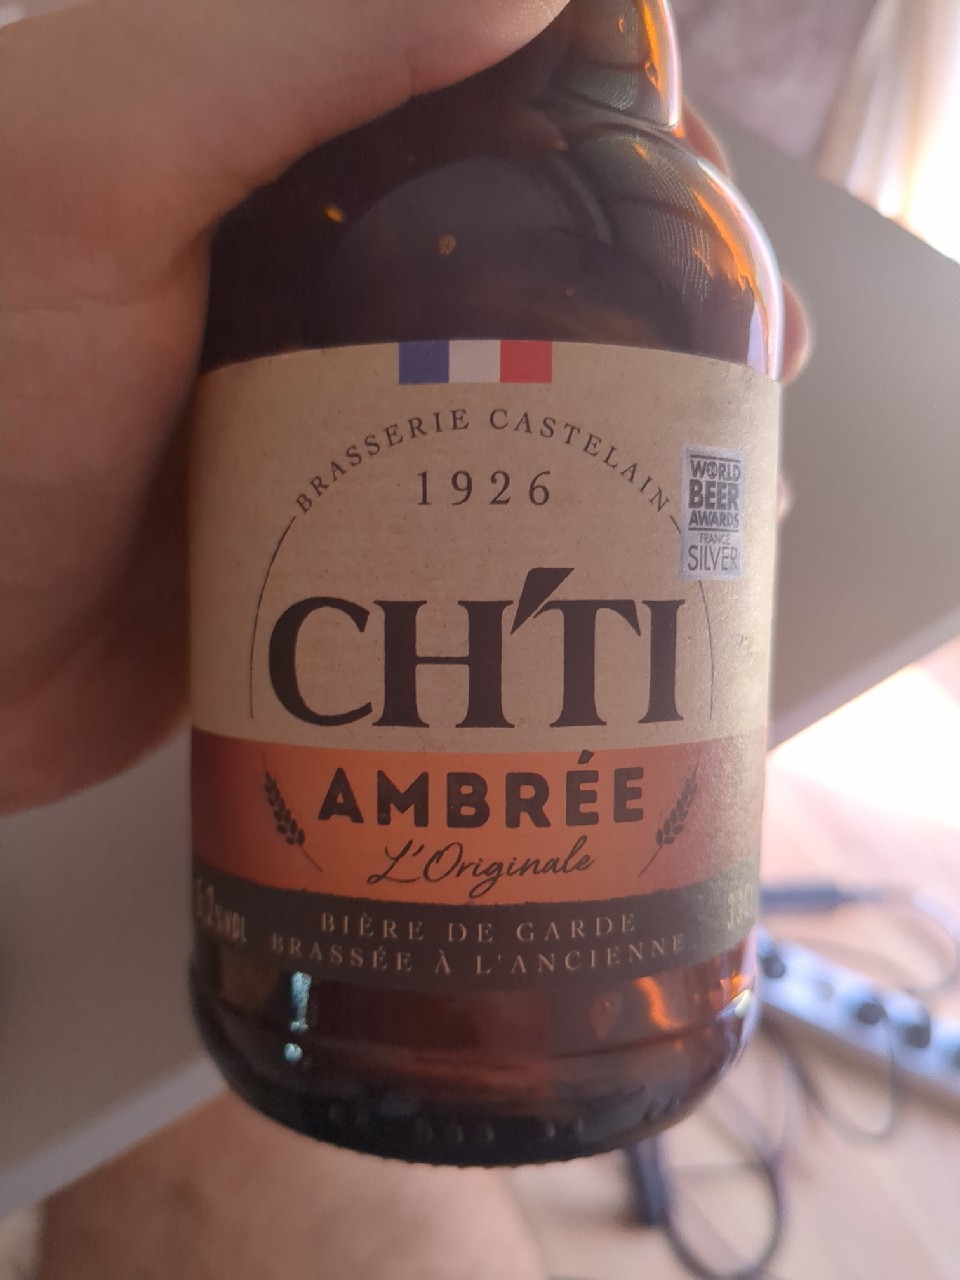 BRASSERIE CASTELAIN
1926
WORLD
BEER
AWARDS
FRANCE
SILVER
CH'TI
AMBRÉE
L'Originale
BIÈRE DE GARDE
BRASSÉE À L'ANCIENNE